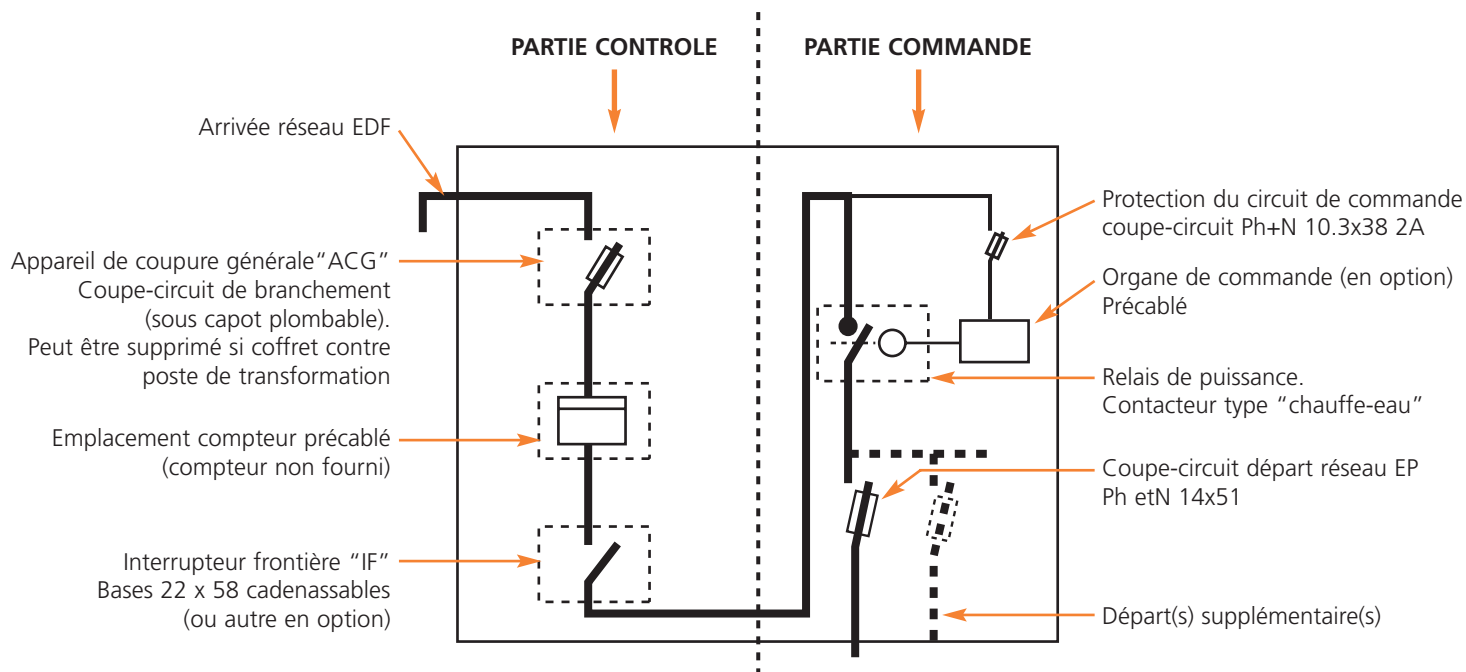 PARTIE CONTROLE
PARTIE COMMANDE
Arrivée réseau EDF
Appareil de coupure générale“ACG”
Coupe-circuit de branchement
(sous capot plombable).
Peut être supprimé si coffret contre
poste de transformation
Emplacement compteur précablé
(compteur non fourni)
Interrupteur frontière “IF”
Bases 22 x 58 cadenassables
(ou autre en option)
Protection du circuit de commande
coupe-circuit Ph+N 10.3x38 2A
Organe de commande (en option)
Précablé
Relais de puissance.
Contacteur type “chauffe-eau”
Coupe-circuit départ réseau EP
Ph etN 14x51
Départ(s) supplémentaire(s)